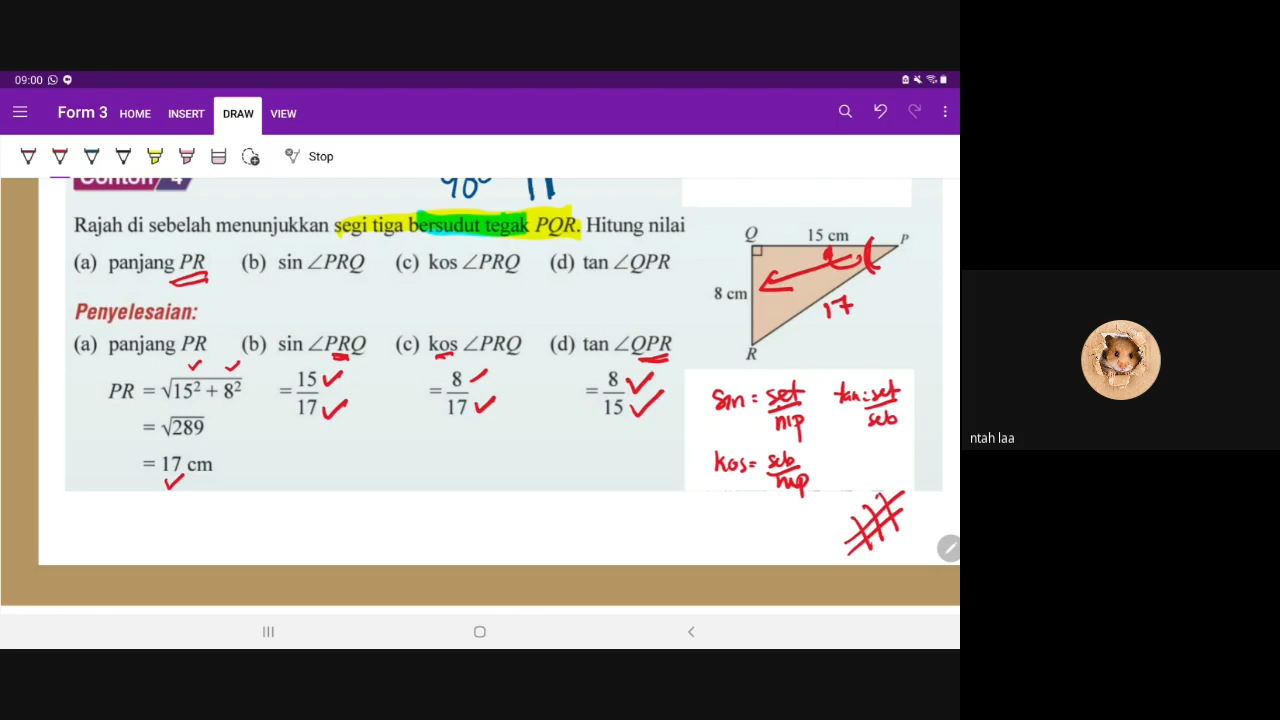 09:00
Form 3 HOME INSERT DRAW VIEW
Stop
Contoh 4
90°
Rajah di sebelah menunjukkan segi tiga bersudut tegak PQR. Hitung nilai
(a) panjang PR (b) sin ∠PRQ (c) kos ∠PRQ (d) tan ∠QPR
Q 15 cm P
8 cm
17
R
Penyelesaian:
(a) panjang PR (b) sin ∠PRQ (c) kos ∠PRQ (d) tan ∠QPR
PR = √15² + 8² = 15/17 = 8/17 = 8/15
= √289
= 17 cm
sin = set/hip tan = set/seb
kos = seb/hip
ntah laa